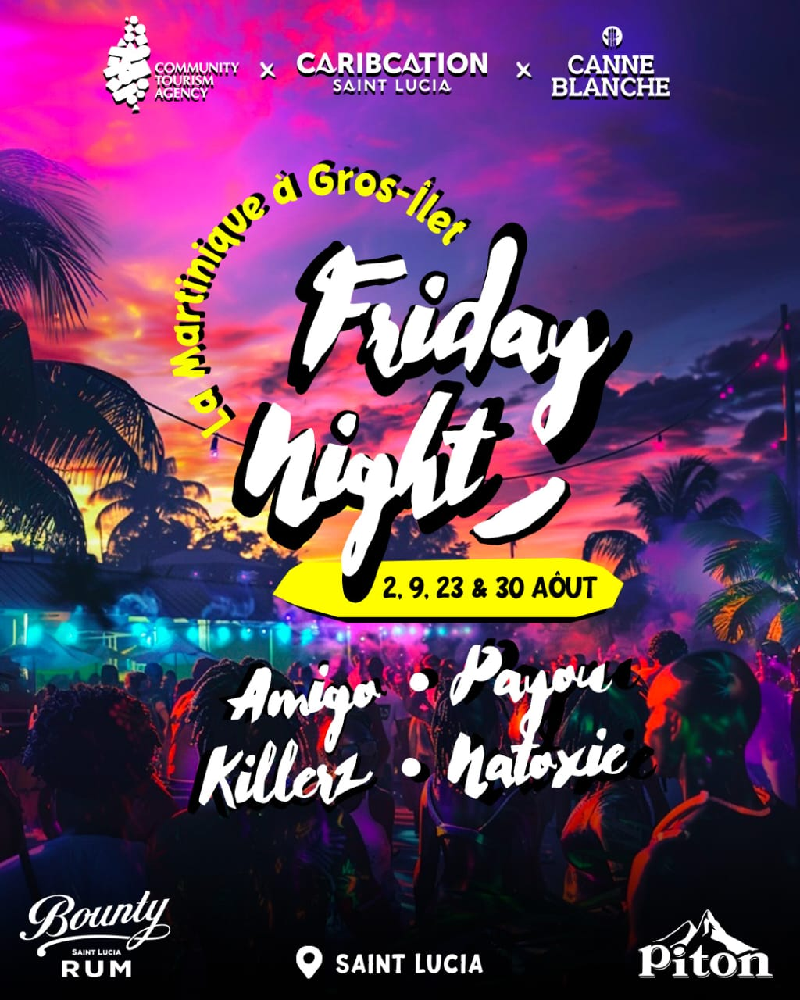 COMMUNITY
TOURISM
AGENCY
x
CARIBCATION
SAINT LUCIA
x
CANNE
BLANCHE
La Martinique à Gros-Îlet
Friday
Night
2, 9, 23 & 30 AÔUT
Amigo • Payou
Killerz • Natoxie
Bounty
SAINT LUCIA
RUM
SAINT LUCIA
Piton